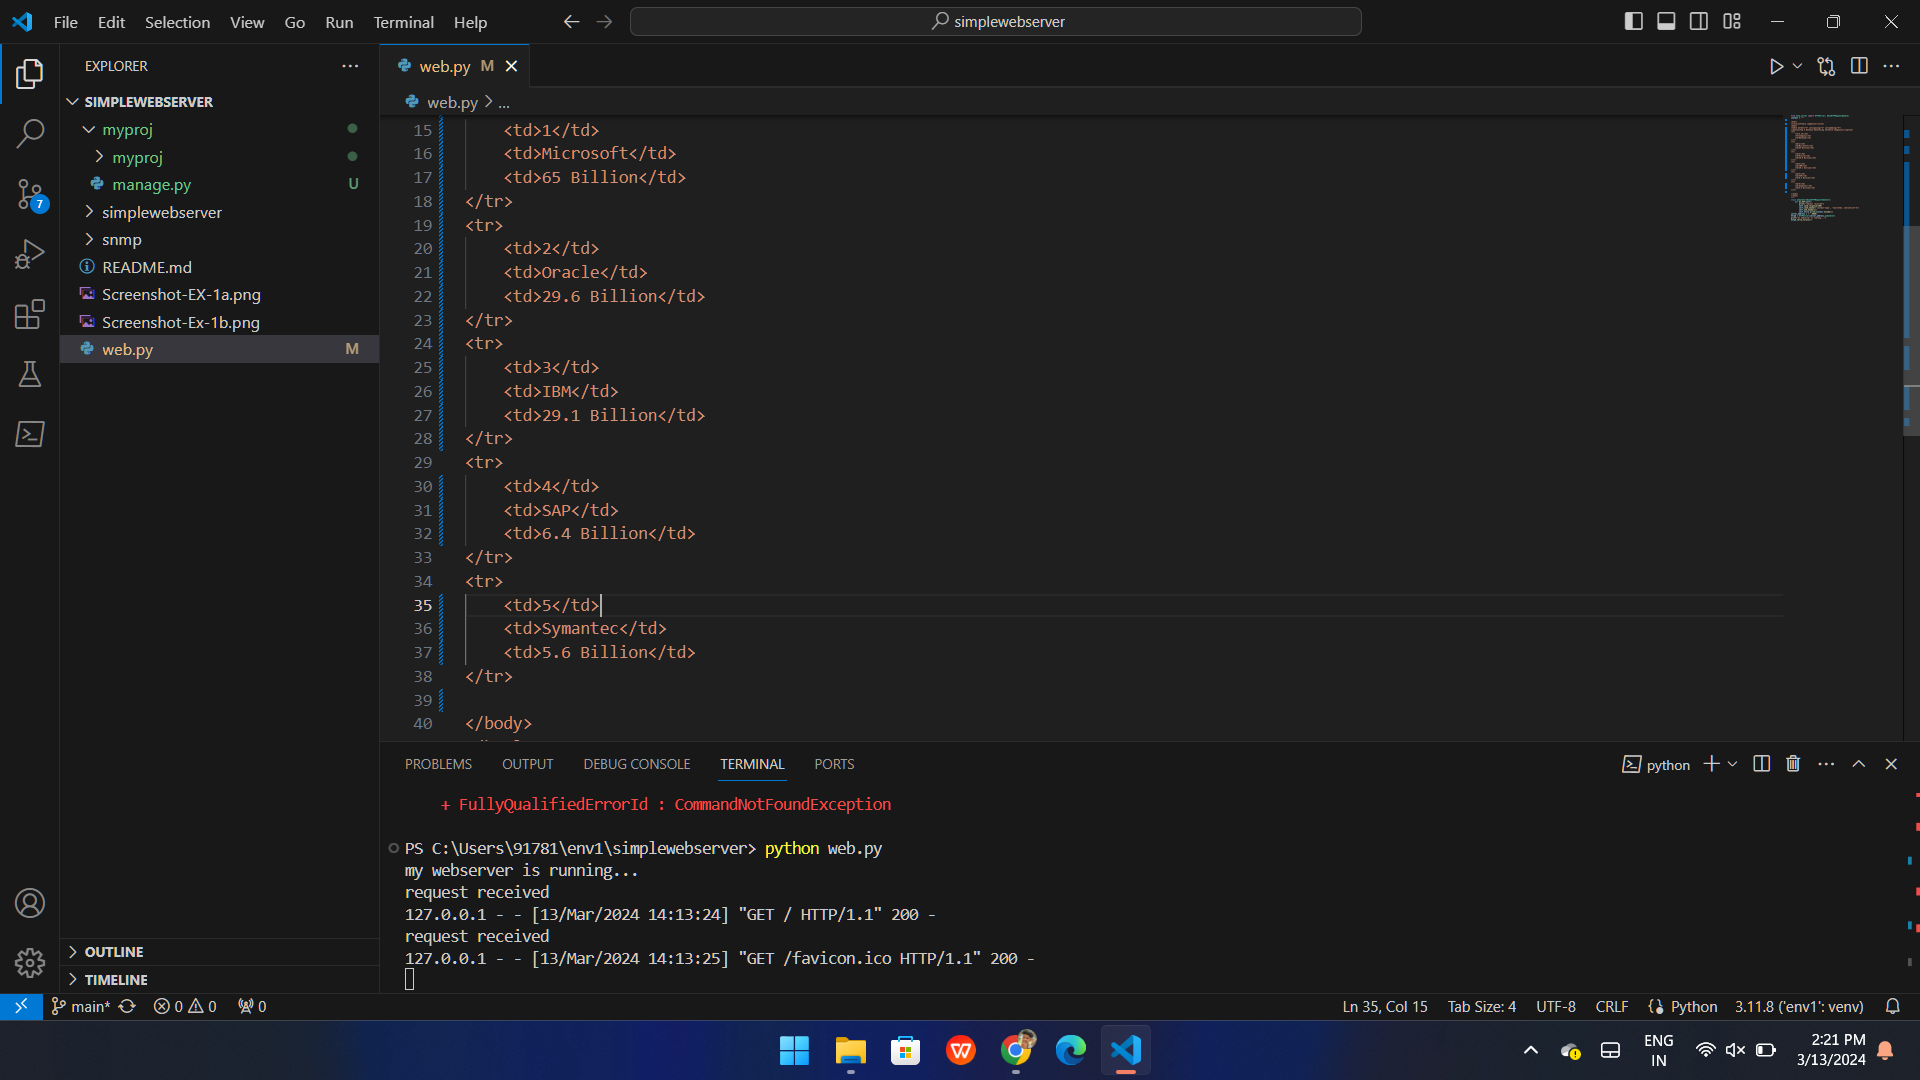 File Edit Selection View Go Run Terminal Help
simplewebserver
EXPLORER
SIMPLEWEBSERVER
myproj
myproj
manage.py U
simplewebserver
snmp
README.md
Screenshot-EX-1a.png
Screenshot-Ex-1b.png
web.py M
7
OUTLINE
TIMELINE
web.py M
web.py > ...
15 <td>1</td>
16 <td>Microsoft</td>
17 <td>65 Billion</td>
18 </tr>
19 <tr>
20 <td>2</td>
21 <td>Oracle</td>
22 <td>29.6 Billion</td>
23 </tr>
24 <tr>
25 <td>3</td>
26 <td>IBM</td>
27 <td>29.1 Billion</td>
28 </tr>
29 <tr>
30 <td>4</td>
31 <td>SAP</td>
32 <td>6.4 Billion</td>
33 </tr>
34 <tr>
35 <td>5</td>
36 <td>Symantec</td>
37 <td>5.6 Billion</td>
38 </tr>
39
40 </body>
PROBLEMS OUTPUT DEBUG CONSOLE TERMINAL PORTS
python
+ FullyQualifiedErrorId : CommandNotFoundException
PS C:\Users\91781\env1\simplewebserver> python web.py
my webserver is running...
request received
127.0.0.1 - - [13/Mar/2024 14:13:24] "GET / HTTP/1.1" 200 -
request received
127.0.0.1 - - [13/Mar/2024 14:13:25] "GET /favicon.ico HTTP/1.1" 200 -
main* 0 0 0
Ln 35, Col 15 Tab Size: 4 UTF-8 CRLF Python 3.11.8 ('env1': venv)
ENG
IN
2:21 PM
3/13/2024